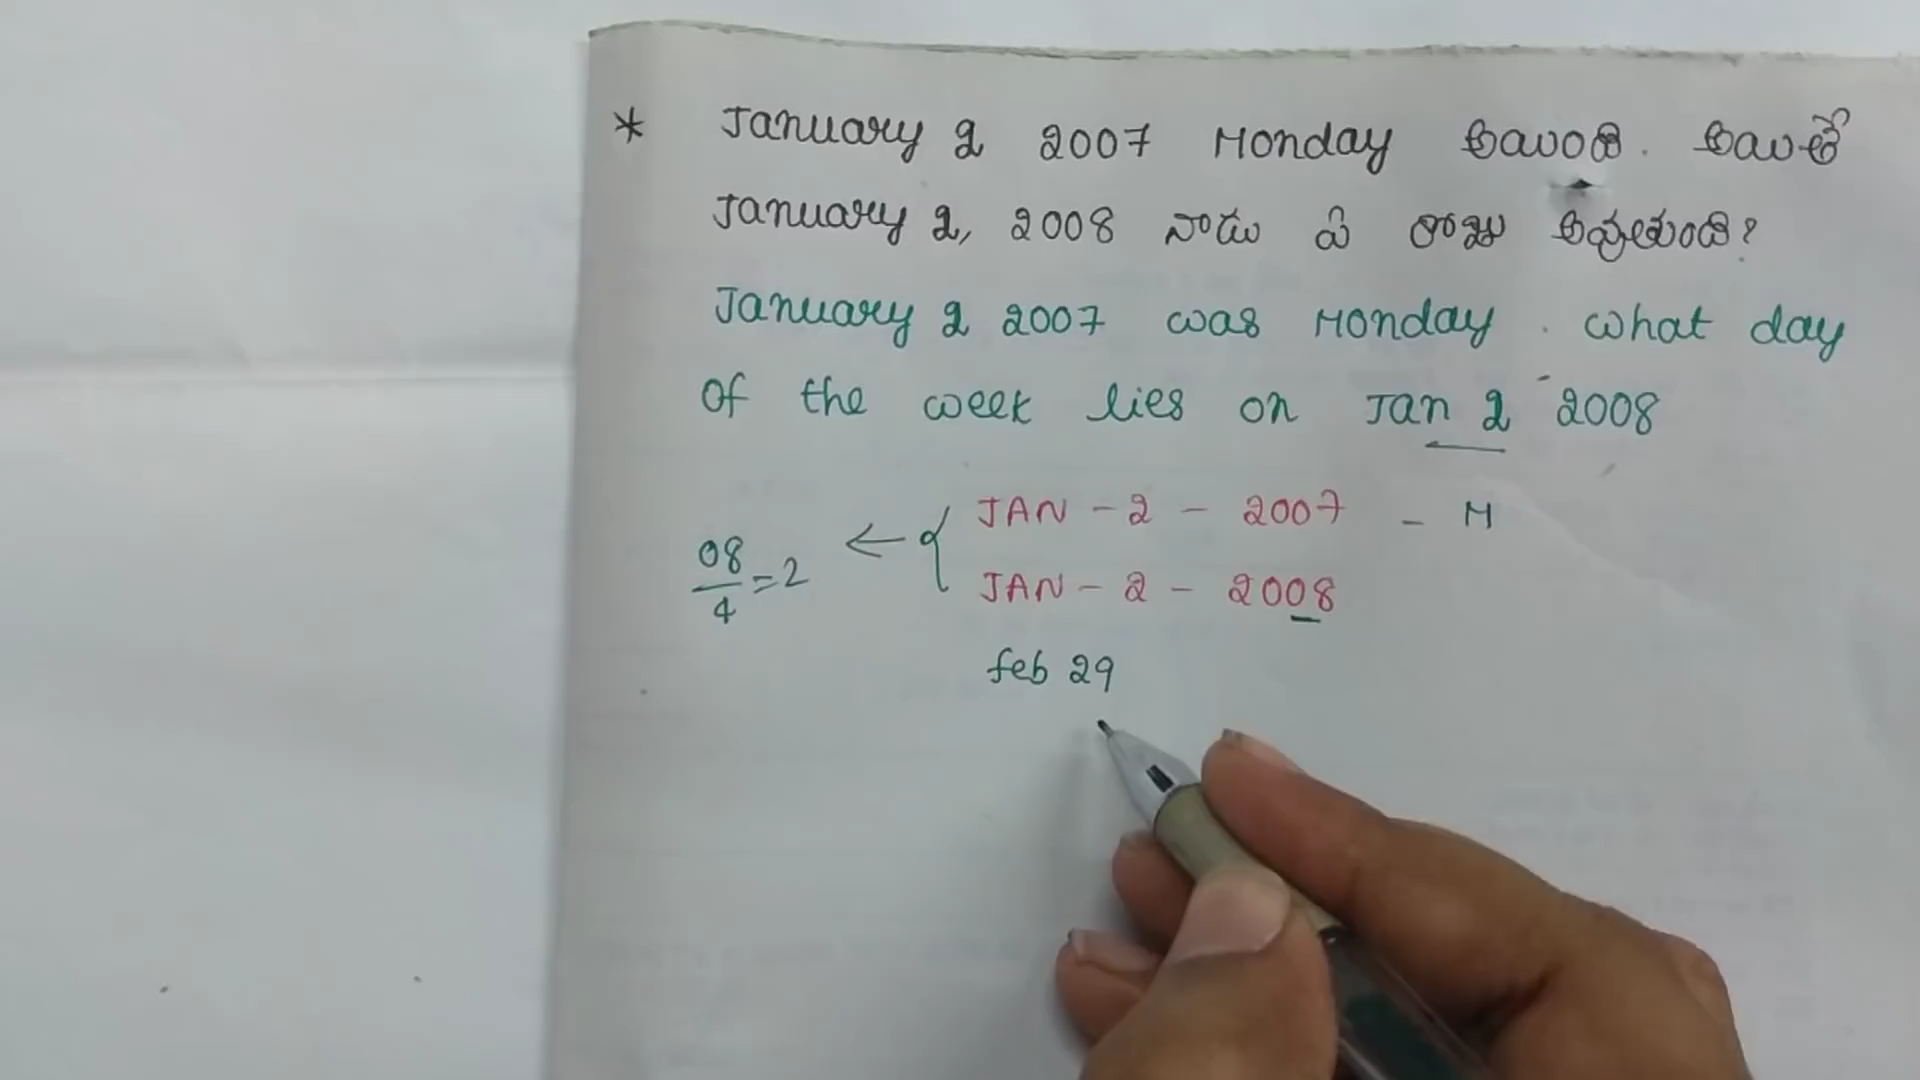 * January 2 2007 Monday అయింది. అయితే
January 2, 2008 నాడు ఏ రోజు అవుతుంది?
January 2 2007 was Monday. what day
of the week lies on Jan 2 2008
JAN - 2 - 2007 - M
08/4 = 2 ← {
JAN - 2 - 2008
feb 29